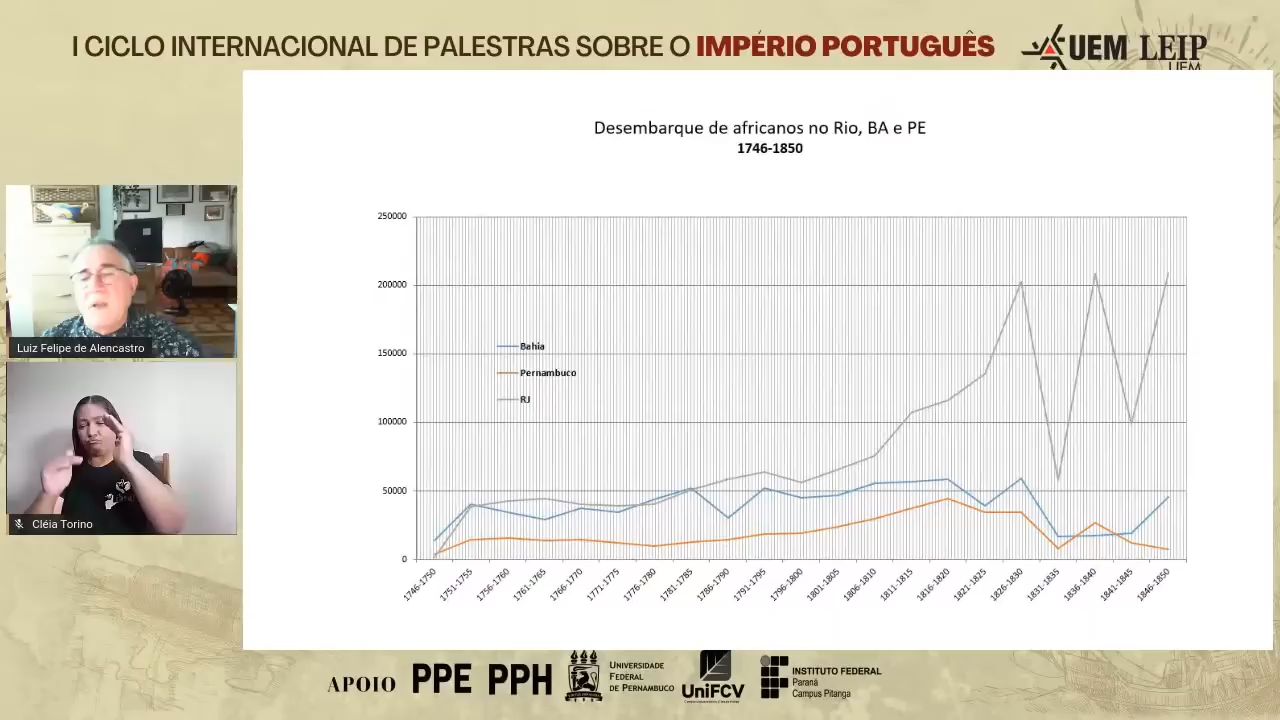 I CICLO INTERNACIONAL DE PALESTRAS SOBRE O IMPÉRIO PORTUGUÊS
UEM LEIP
UEM
Desembarque de africanos no Rio, BA e PE
1746-1850
250000
200000
150000
100000
50000
0
Bahia
Pernambuco
RJ
1746-1750
1751-1755
1756-1760
1761-1765
1766-1770
1771-1775
1776-1780
1781-1785
1786-1790
1791-1795
1796-1800
1801-1805
1806-1810
1811-1815
1816-1820
1821-1825
1826-1830
1831-1835
1836-1840
1841-1845
1846-1850
Luiz Felipe de Alencastro
Cléia Torino
APOIO
PPE PPH
UNIVERSIDADE
FEDERAL
DE PERNAMBUCO
UniFCV
INSTITUTO FEDERAL
Paraná
Campus Pitanga